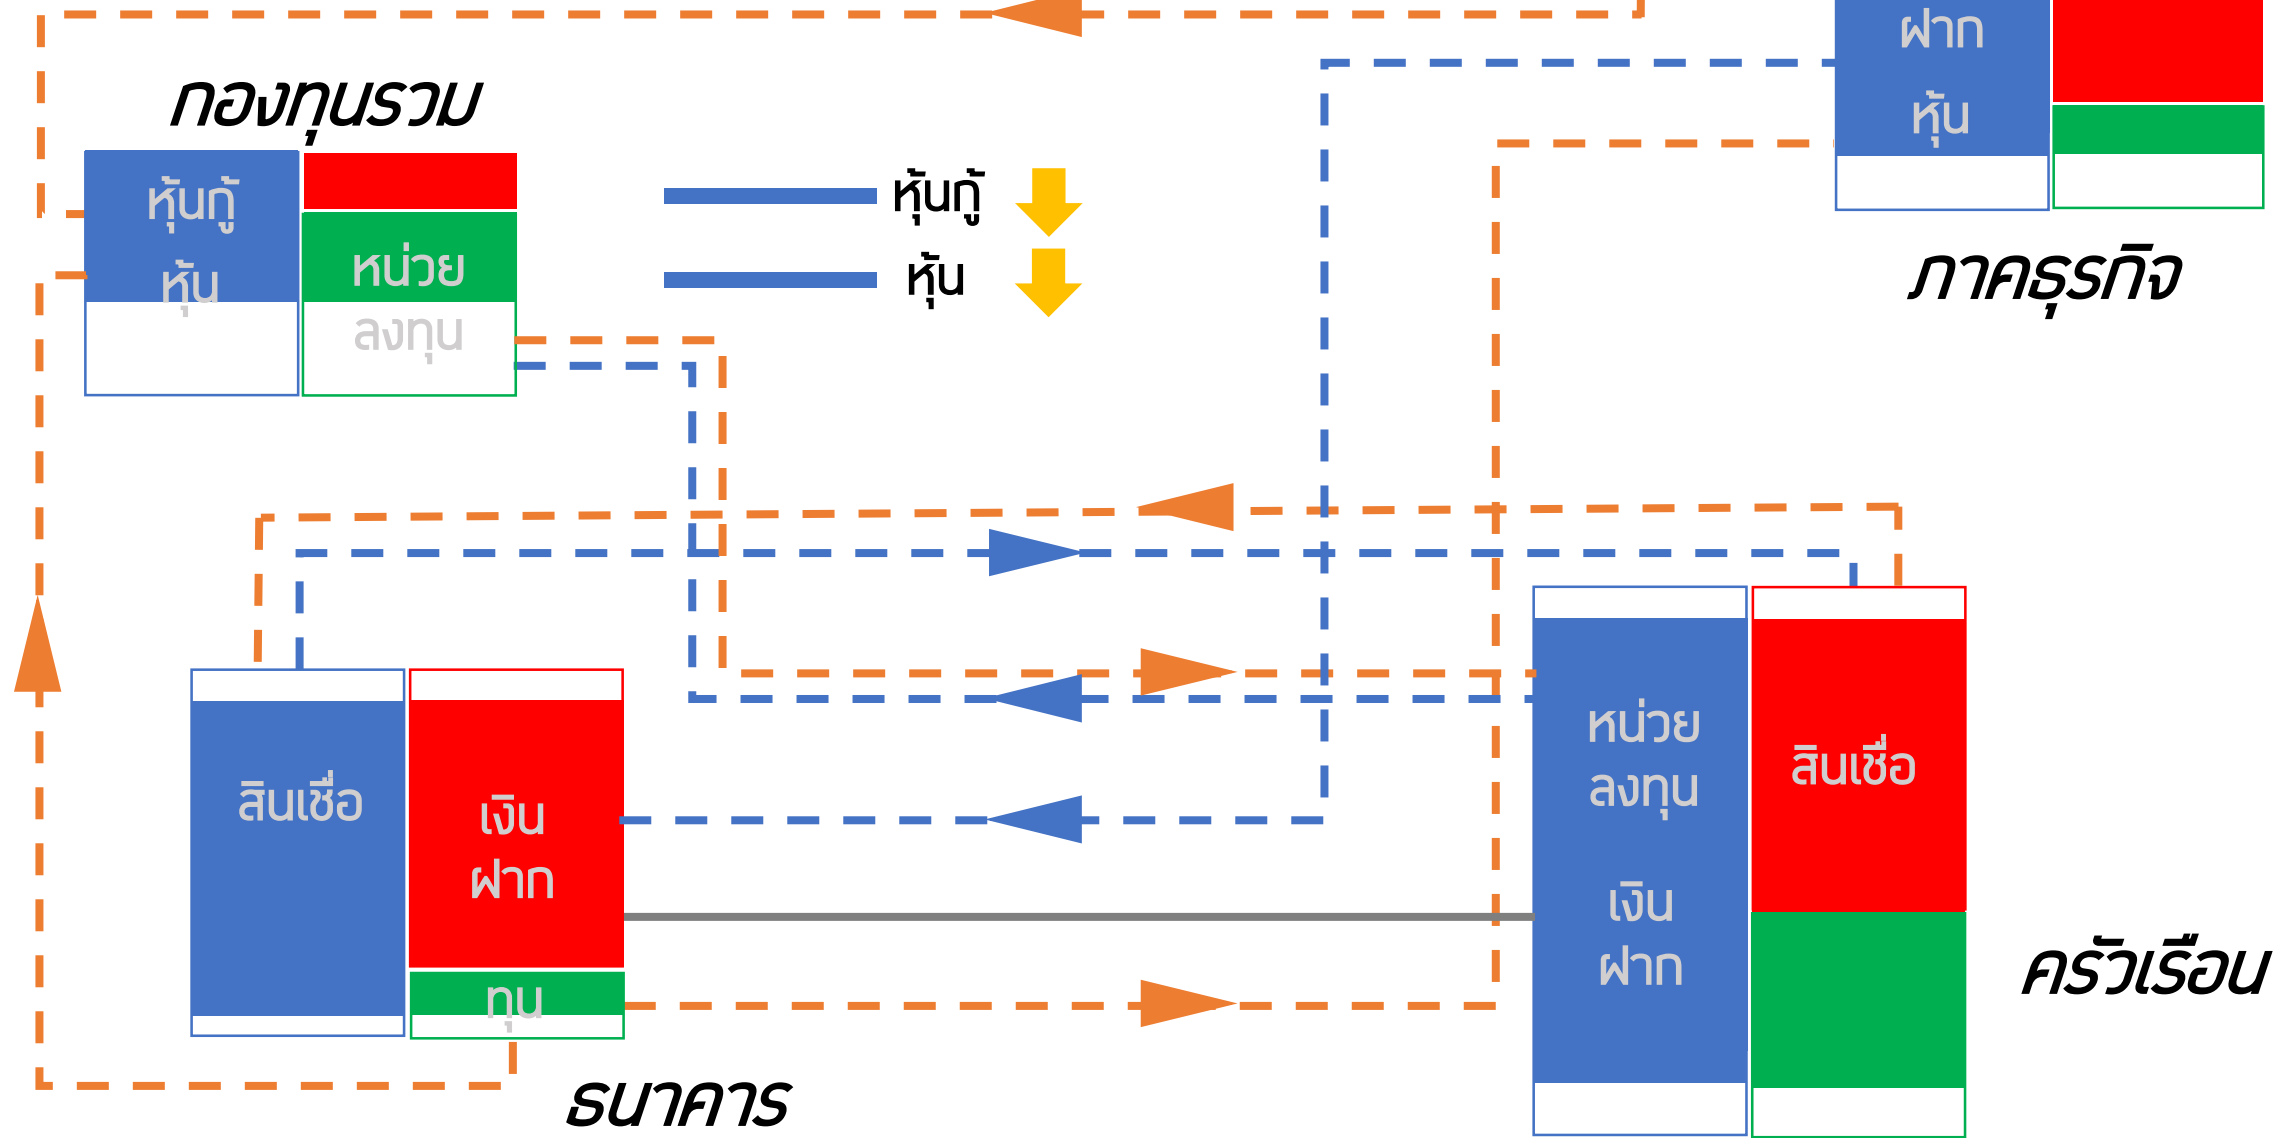 ฝาก
หุ้น
กองทุนรวม
หุ้นกู้
หุ้น
หน่วย
ลงทุน
หุ้นกู้
หุ้น
ภาคธุรกิจ
สินเชื่อ
เงิน
ฝาก
ทุน
ธนาคาร
หน่วย
ลงทุน
เงิน
ฝาก
สินเชื่อ
ครัวเรือน